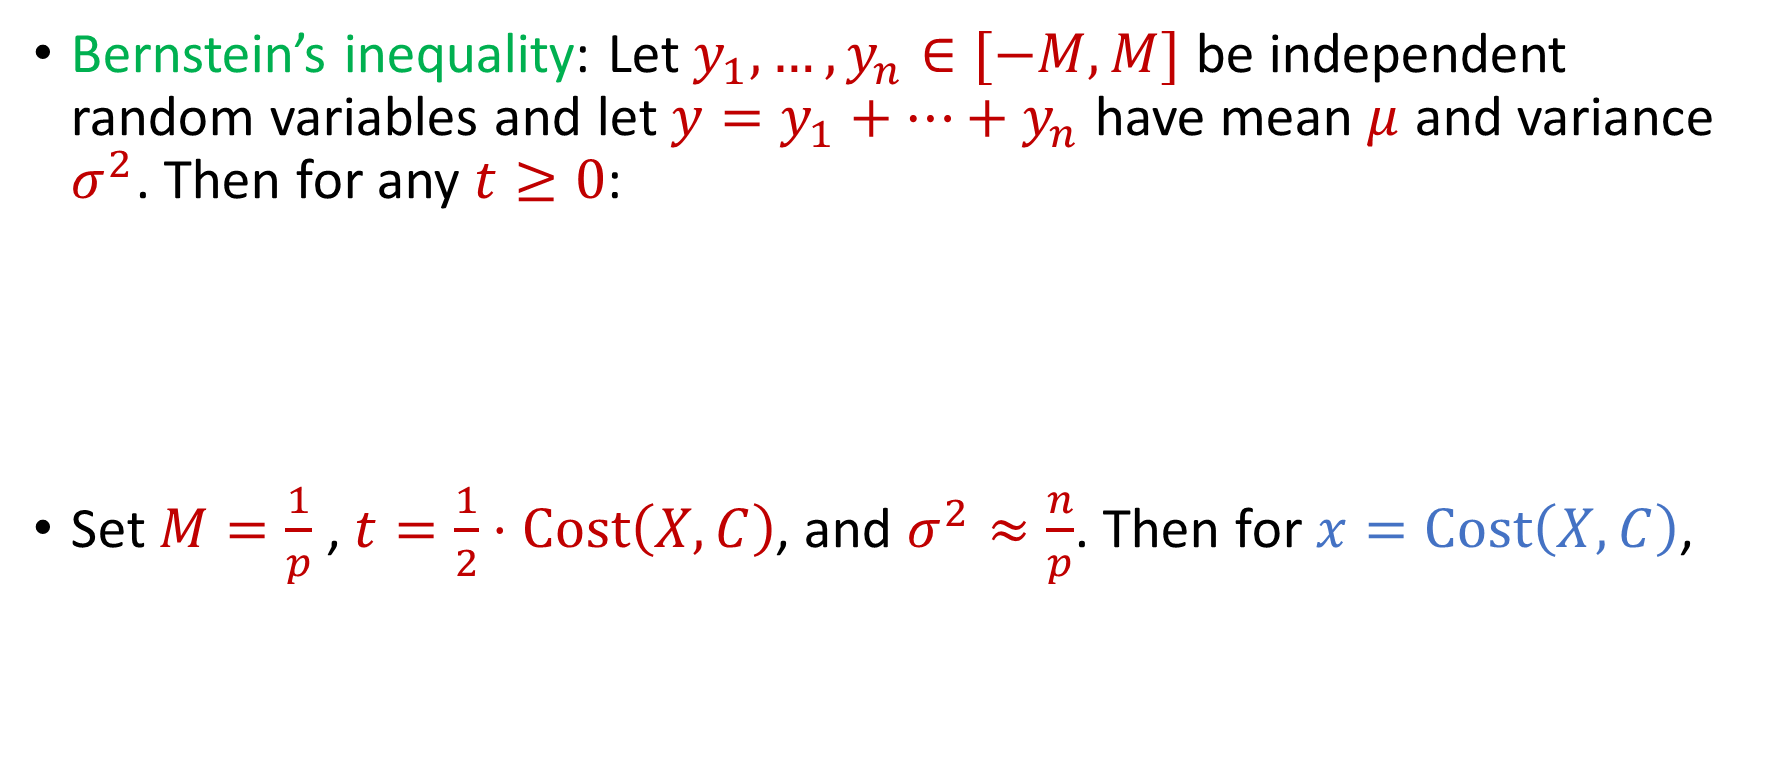 • Bernstein’s inequality: Let y₁, … , yₙ ∈ [−M, M] be independent
random variables and let y = y₁ + ⋯ + yₙ have mean μ and variance
σ². Then for any t ≥ 0:
• Set M = 1/p , t = 1/2 ⋅ Cost(X, C), and σ² ≈ n/p. Then for x = Cost(X, C),